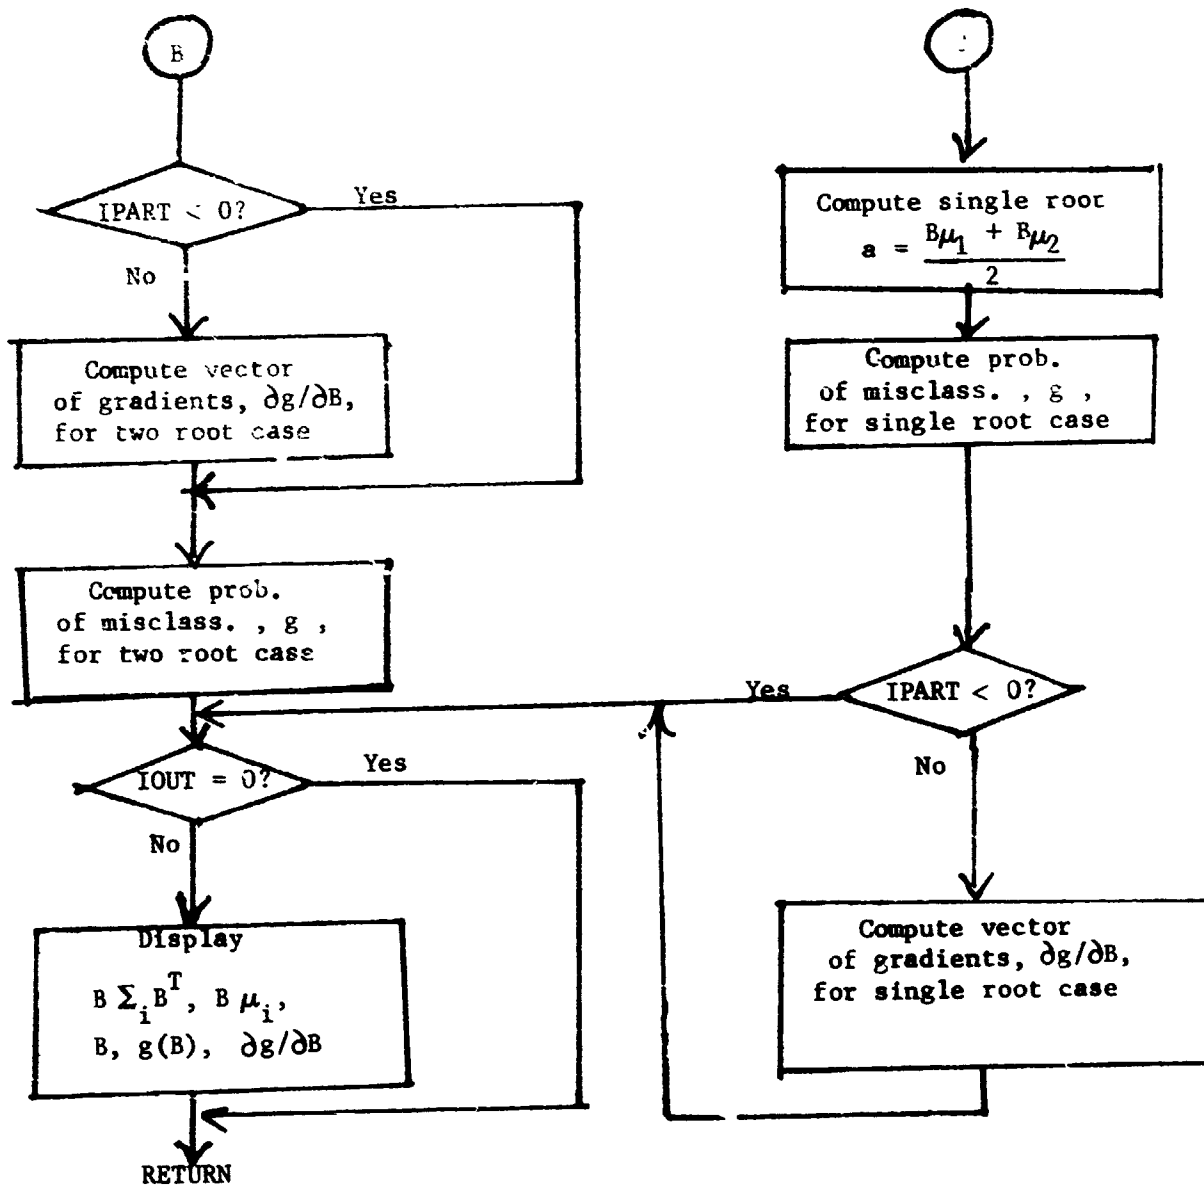 B
IPART < 0?
Yes
No
Compute vector
of gradients, ∂g/∂B,
for two root case
Compute prob.
of misclass. , g ,
for two root case
IOUT = 0?
Yes
No
Display
B Σ_i B^T, B μ_i,
B, g(B), ∂g/∂B
RETURN
Compute single root
a = (Bμ_1 + Bμ_2) / 2
Compute prob.
of misclass. , g ,
for single root case
IPART < 0?
Yes
No
Compute vector
of gradients, ∂g/∂B,
for single root case